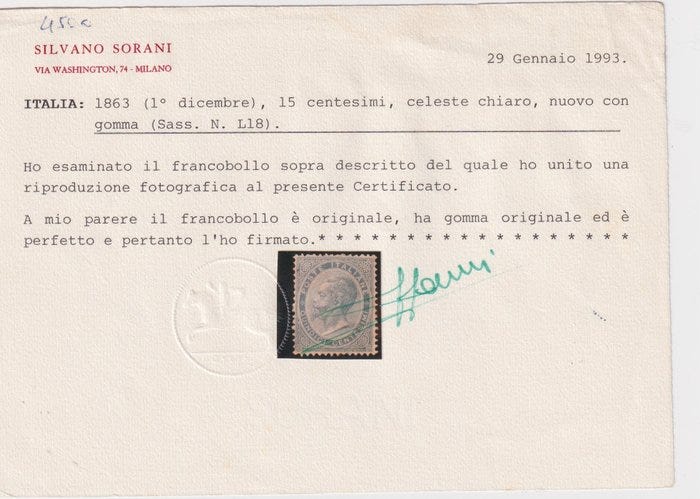 SILVANO SORANI
VIA WASHINGTON, 74 - MILANO
29 Gennaio 1993.
ITALIA: 1863 (1° dicembre), 15 centesimi, celeste chiaro, nuovo con
gomma (Sass. N. L18).
Ho esaminato il francobollo sopra descritto del quale ho unito una
riproduzione fotografica al presente Certificato.
A mio parere il francobollo è originale, ha gomma originale ed è
perfetto e pertanto l'ho firmato.* * * * * * * * * * * * * * * * * *
POSTE ITALIANE
QUINDICI CENTESIMI